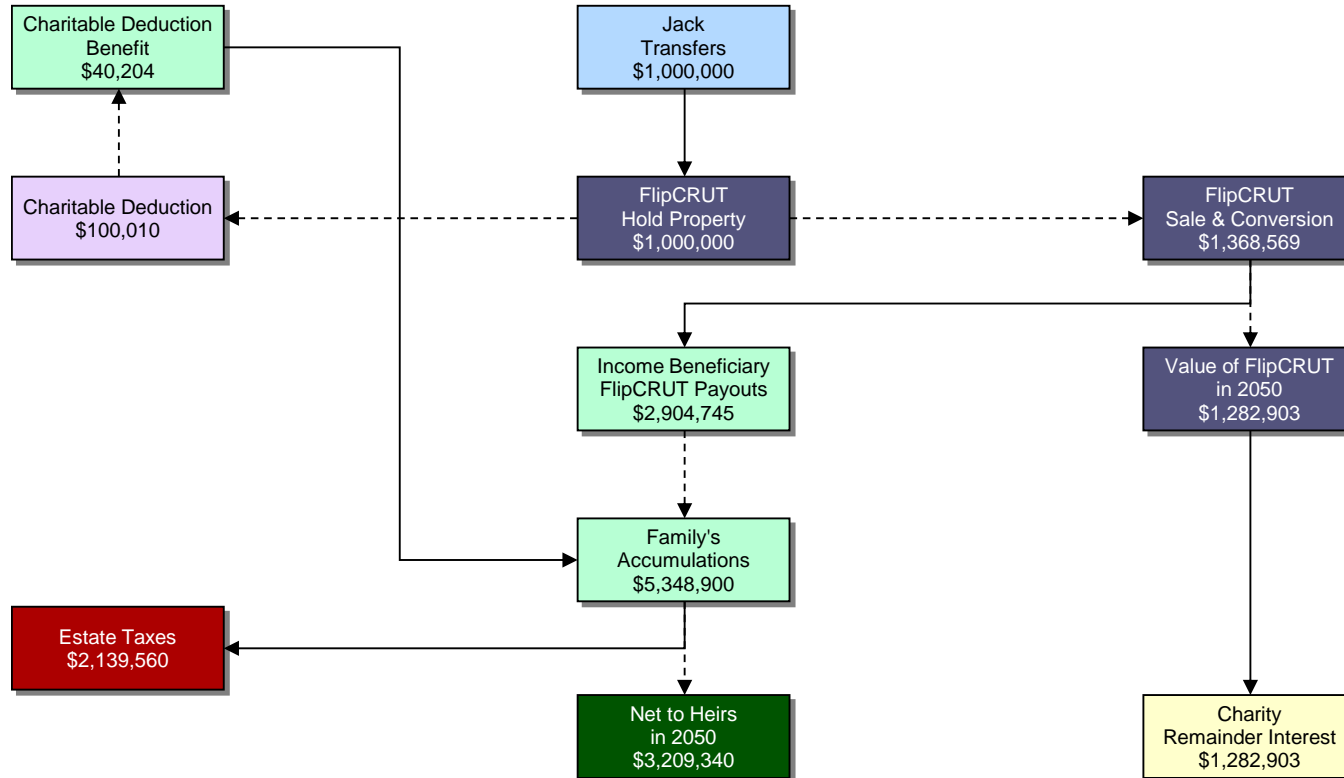 Charitable Deduction
Benefit
$40,204
Jack
Transfers
$1,000,000
Charitable Deduction
$100,010
FlipCRUT
Hold Property
$1,000,000
FlipCRUT
Sale & Conversion
$1,368,569
Income Beneficiary
FlipCRUT Payouts
$2,904,745
Value of FlipCRUT
in 2050
$1,282,903
Family's
Accumulations
$5,348,900
Estate Taxes
$2,139,560
Net to Heirs
in 2050
$3,209,340
Charity
Remainder Interest
$1,282,903